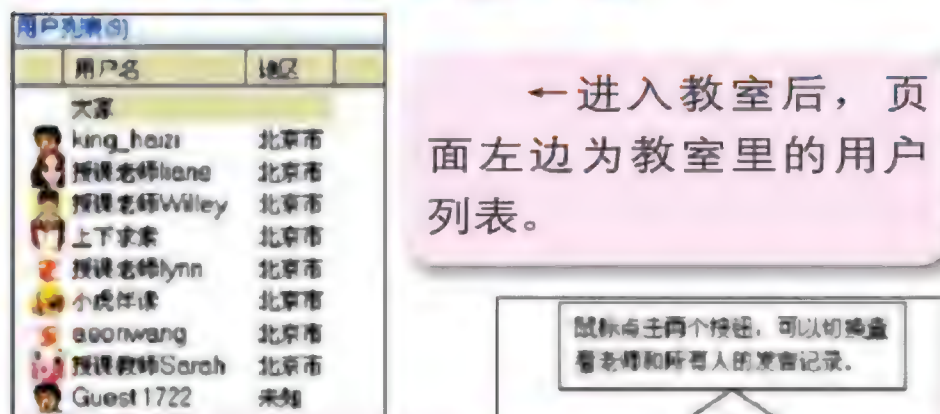 用户列表(9)
用户名 地区
大家
king_haizi 北京市
授课老师liane 北京市
授课老师Willey 北京市
上下求索 北京市
授课老师lynn 北京市
小虎伴读 北京市
aeonwang 北京市
授课教师Sarah 北京市
Guest1722 未知
←进入教室后，页
面左边为教室里的用户
列表。
鼠标点击两个按钮，可以切换查
看老师和所有人的发言记录。